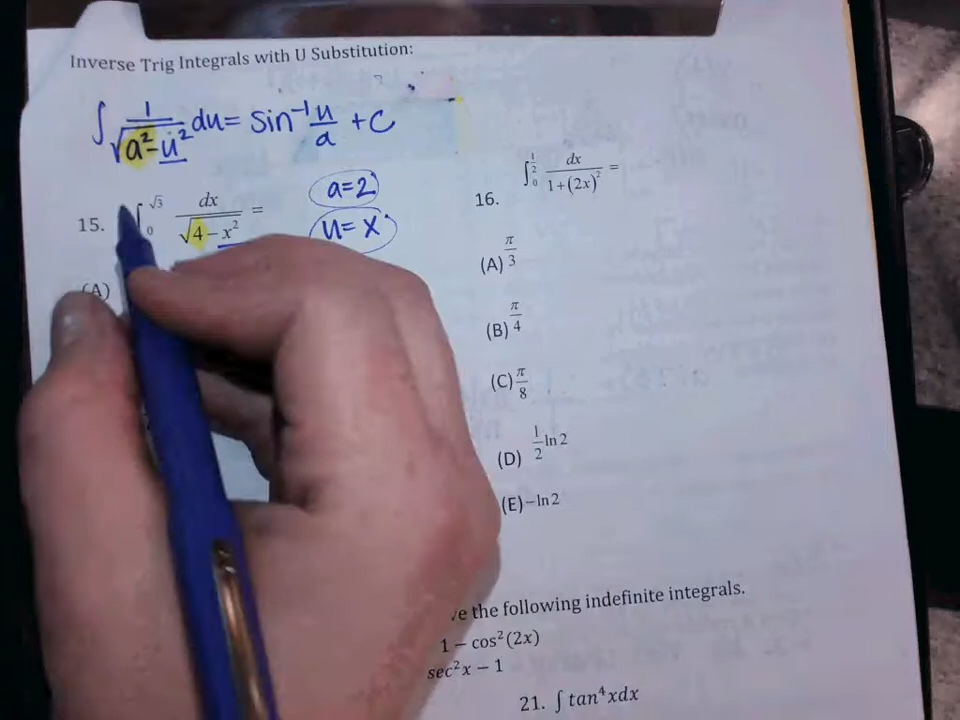 Inverse Trig Integrals with U Substitution:
∫ 1/√(a² − u²) du = sin⁻¹ u/a + C
a = 2
u = x
15. ∫₀^√3 dx/√(4 − x²) =
(A)
16. ∫₀^(1/2) dx/(1+(2x)²) =
(A) π/3
(B) π/4
(C) π/8
(D) 1/2 ln 2
(E) −ln 2
the following indefinite integrals.
1 − cos²(2x)
sec²x − 1
21. ∫ tan⁴xdx